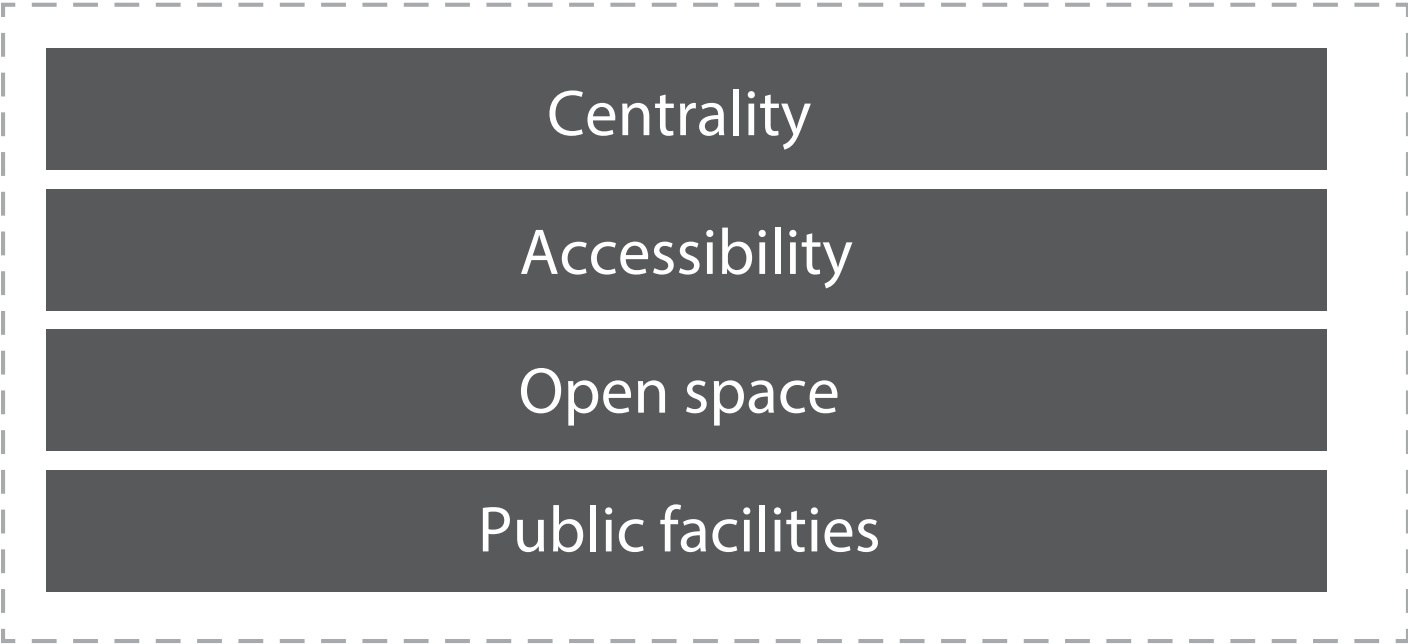 Centrality
Accessibility
Open space
Public facilities